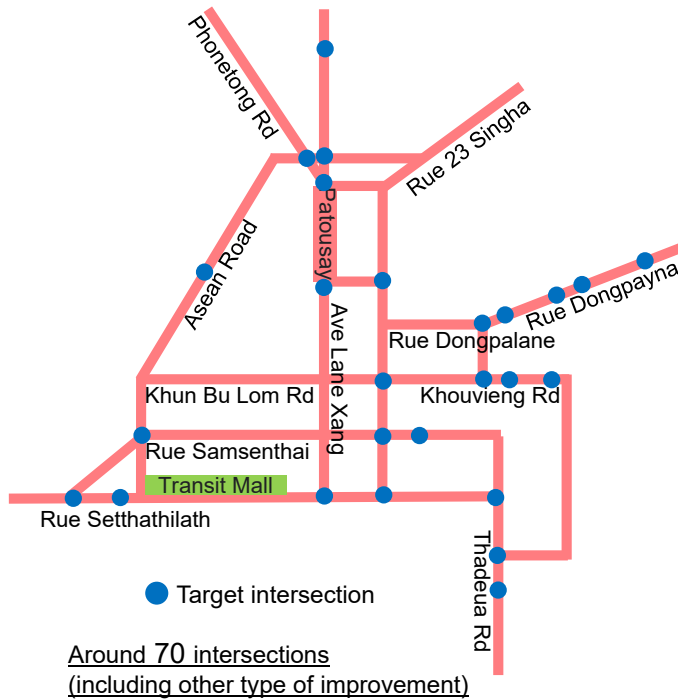 Phonetong Rd
Rue 23 Singha
Patousay
Asean Road
Rue Dongpayna
Ave Lane Xang
Rue Dongpalane
Khun Bu Lom Rd
Khouvieng Rd
Rue Samsenthai
Transit Mall
Rue Setthathilath
Thadeua Rd
Target intersection
Around 70 intersections
(including other type of improvement)